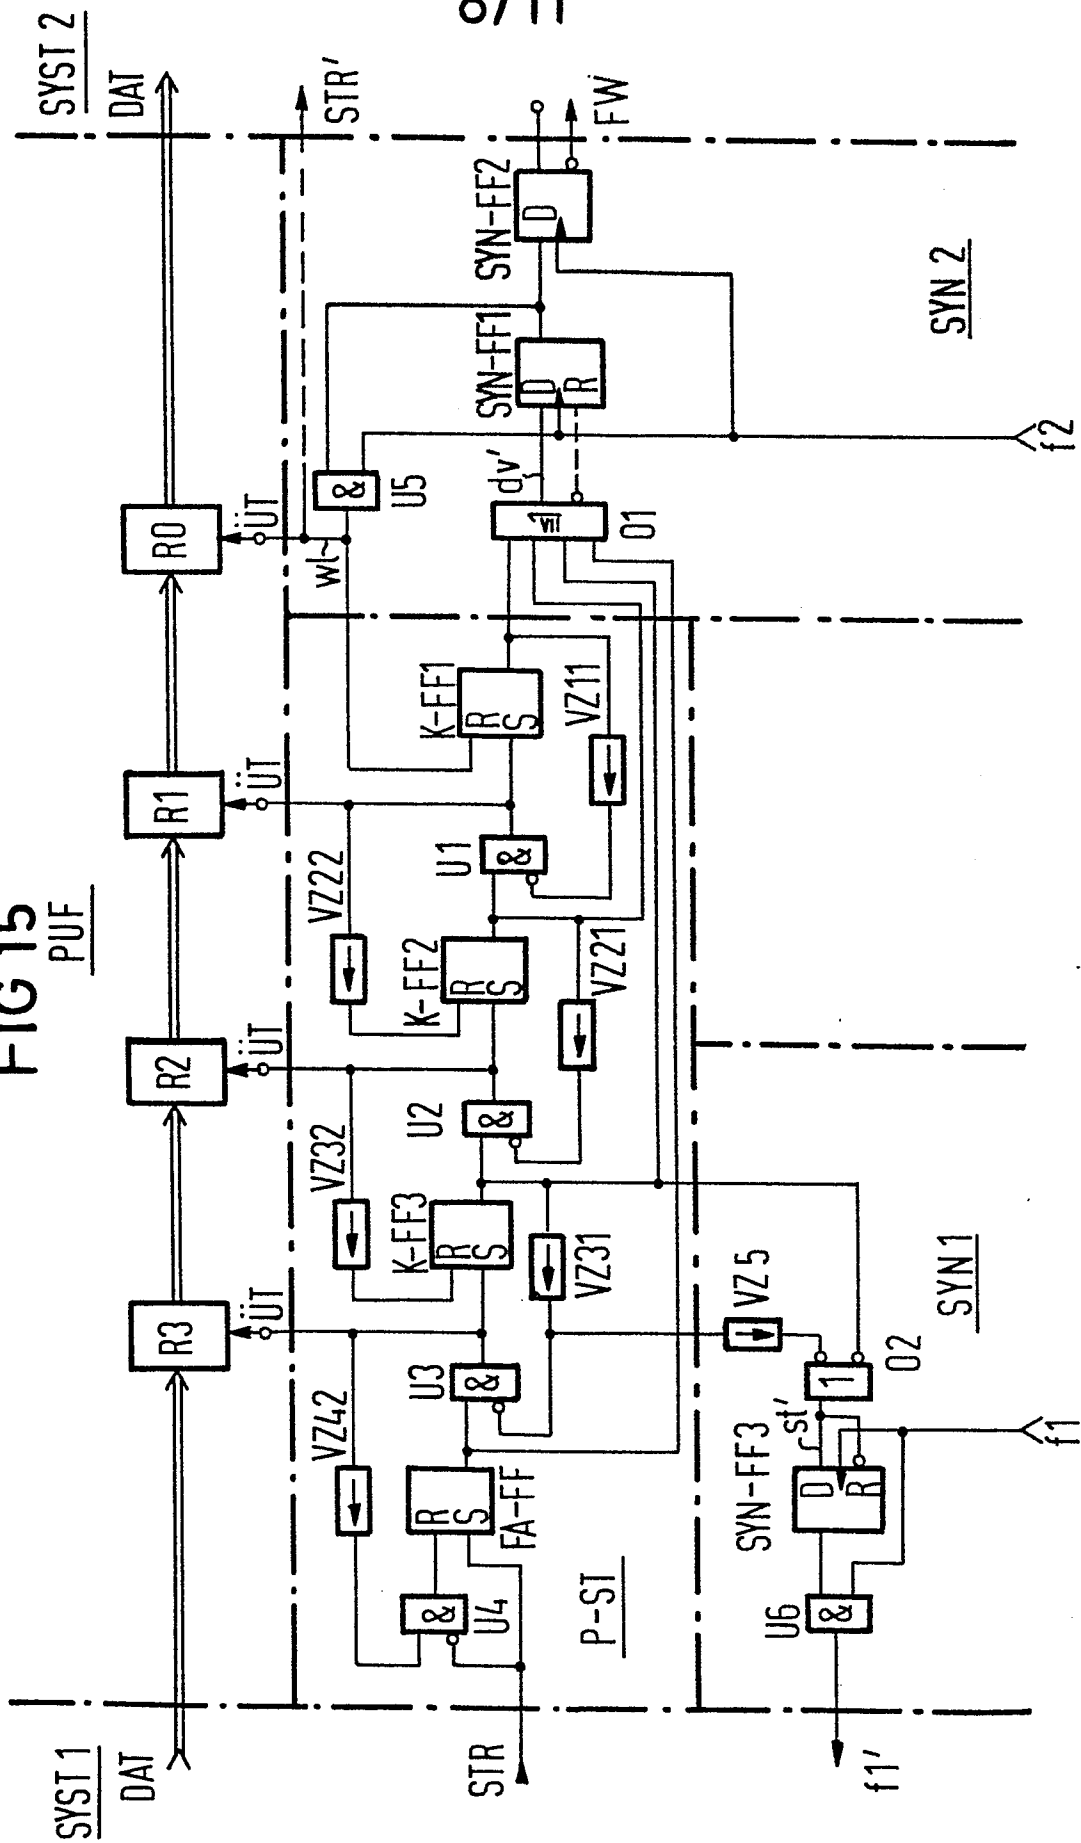 8/11
FIG 15
PUF
SYST 1
DAT
R3
R2
R1
R0
DAT
SYST 2
ÜT
ÜT
ÜT
ÜT
STR'
VZ42
VZ32
VZ22
wl
&
U5
STR
&
U4
R
S
FA-FF
U3
&
K-FF3
R
S
U2
&
K-FF2
R
S
U1
&
K-FF1
R
S
VZ31
VZ21
VZ11
≥1
O1
dv'
SYN-FF1
D
R
SYN-FF2
D
FW
P-ST
f2
SYN 2
VZ5
f1'
U6
&
SYN-FF3
D
R
st'
1
O2
f1
SYN1